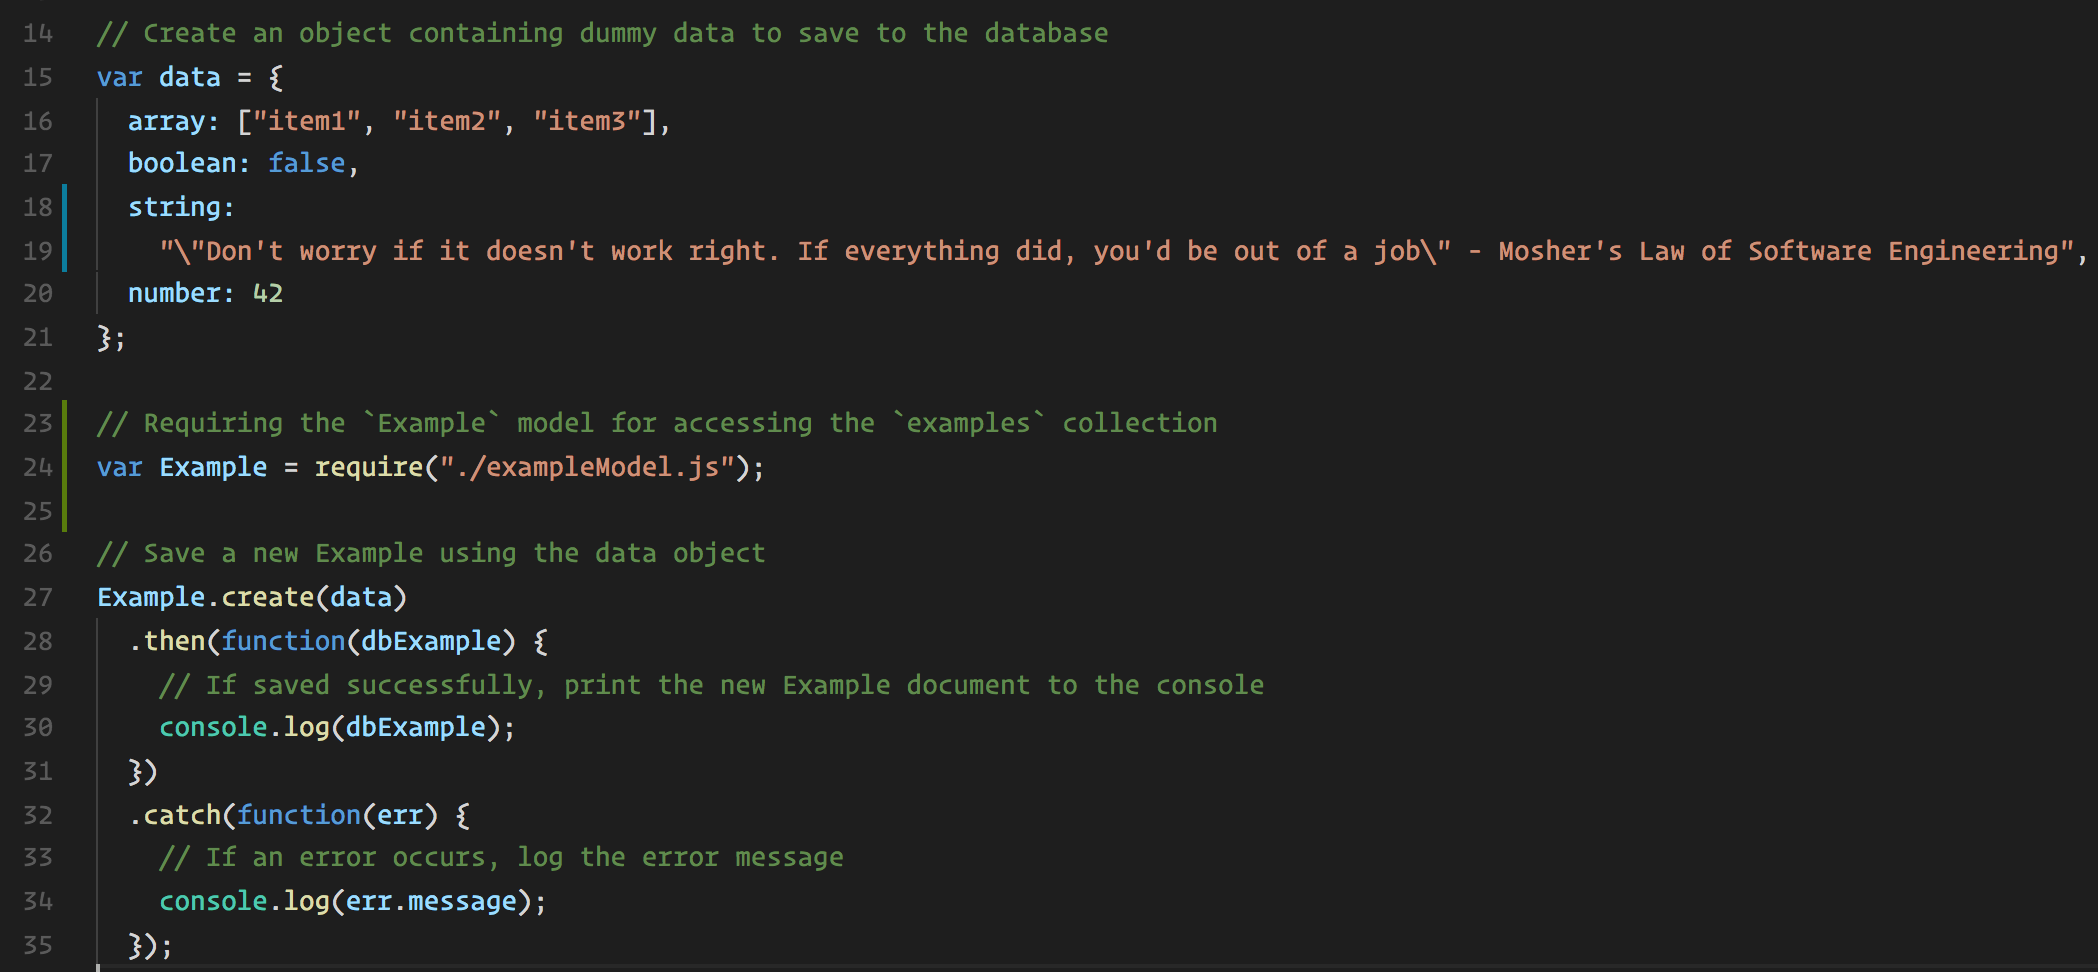 14 // Create an object containing dummy data to save to the database
15 var data = {
16   array: ["item1", "item2", "item3"],
17   boolean: false,
18   string:
19     "\"Don't worry if it doesn't work right. If everything did, you'd be out of a job\" - Mosher's Law of Software Engineering",
20   number: 42
21 };
22
23 // Requiring the `Example` model for accessing the `examples` collection
24 var Example = require("./exampleModel.js");
25
26 // Save a new Example using the data object
27 Example.create(data)
28   .then(function(dbExample) {
29     // If saved successfully, print the new Example document to the console
30     console.log(dbExample);
31   })
32   .catch(function(err) {
33     // If an error occurs, log the error message
34     console.log(err.message);
35   });